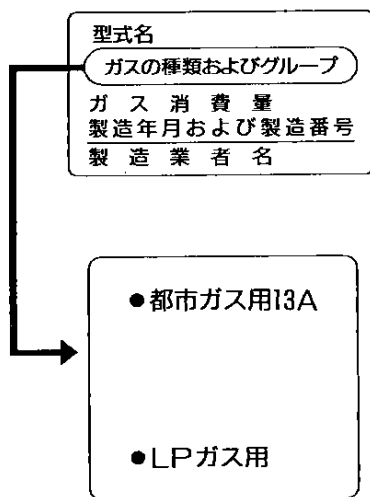 型式名
ガスの種類およびグループ
ガス消費量
製造年月および製造番号
製造業者名
●都市ガス用13A
●LPガス用